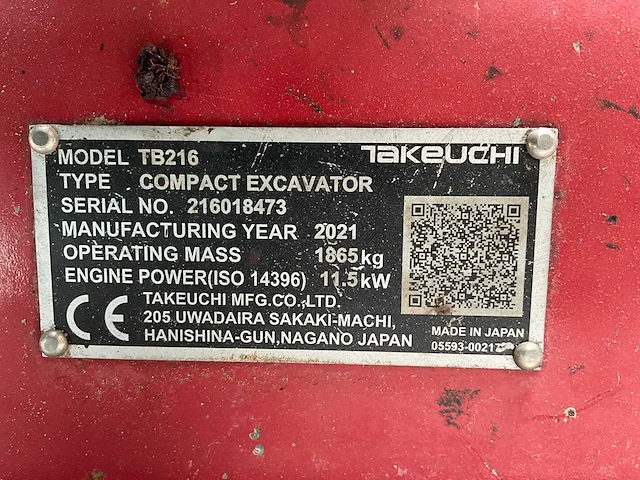 MODEL TB216 TAKEUCHI
TYPE COMPACT EXCAVATOR
SERIAL NO. 216018473
MANUFACTURING YEAR 2021
OPERATING MASS 1865kg
ENGINE POWER(ISO 14396) 11.5kW
CE
TAKEUCHI MFG.CO.,LTD.
205 UWADAIRA SAKAKI-MACHI,
HANISHINA-GUN,NAGANO JAPAN
MADE IN JAPAN